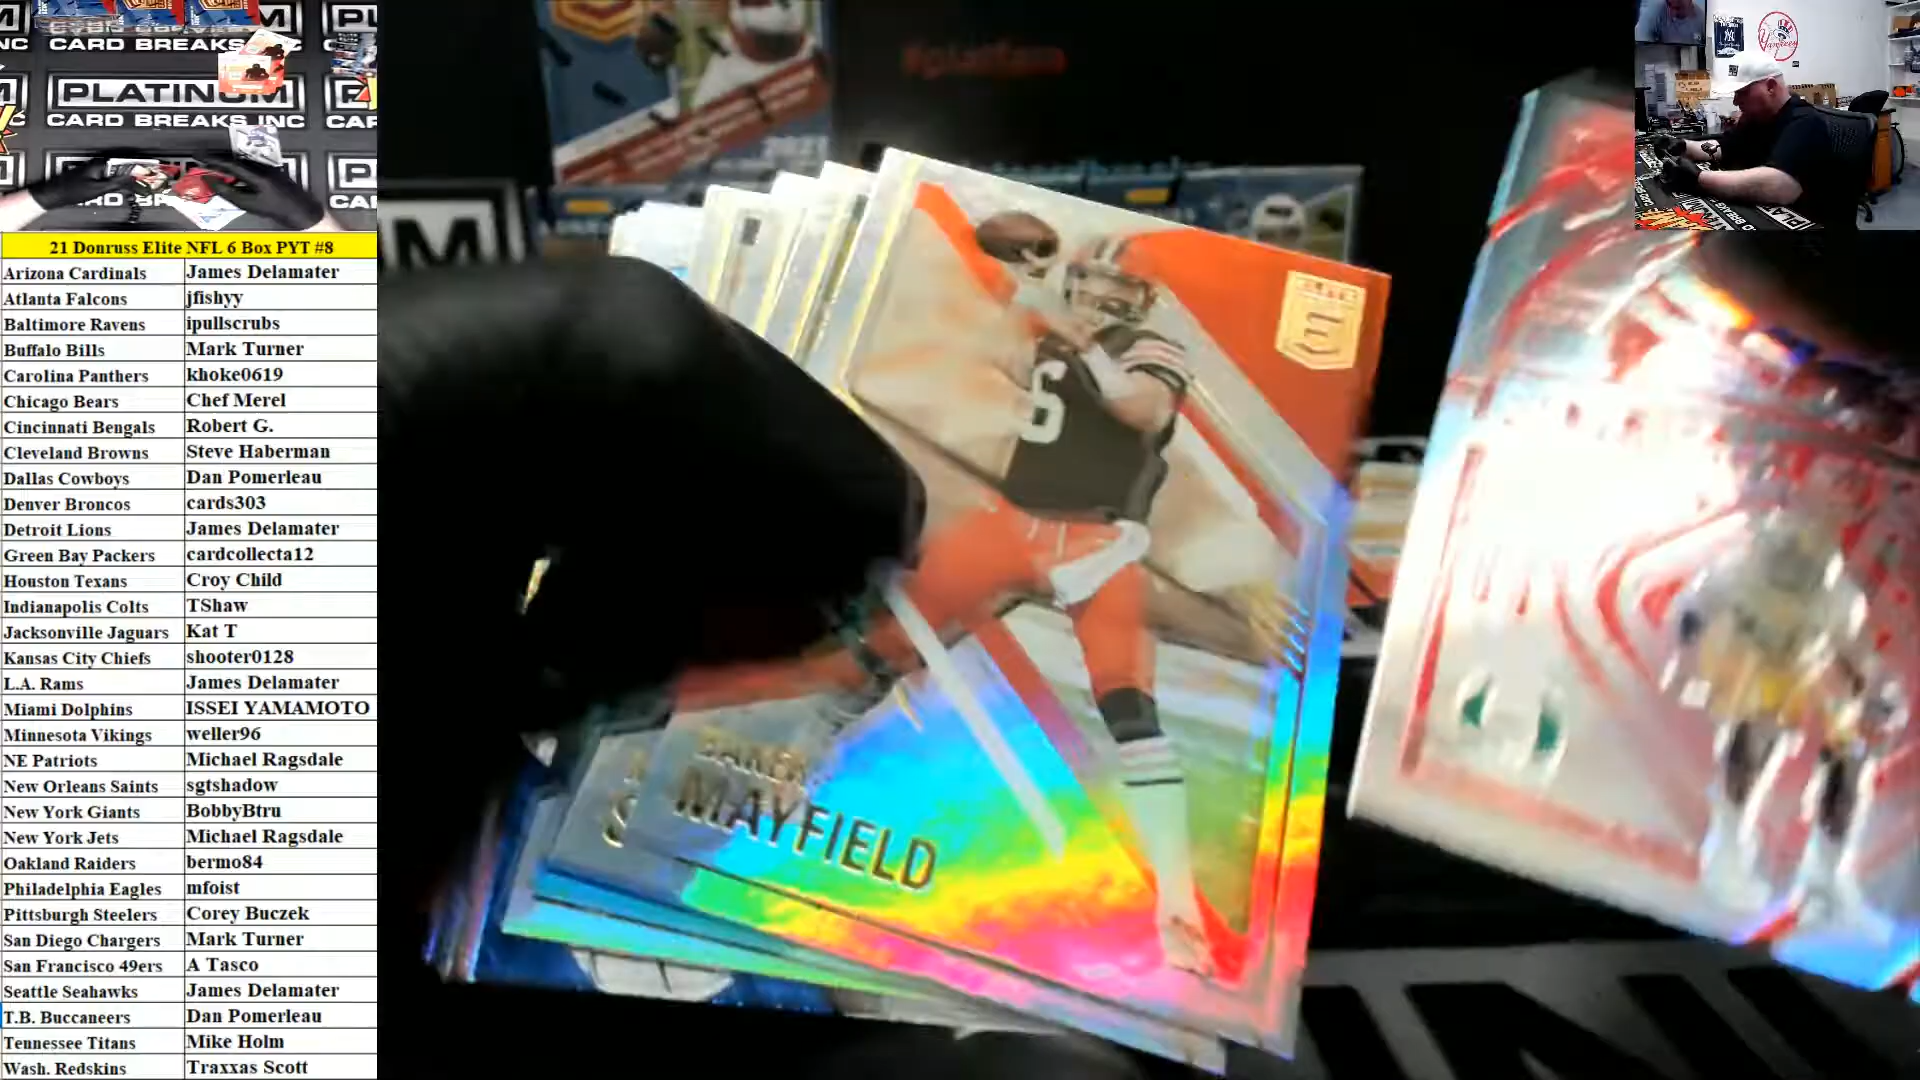 NC CARD BREAKS INC
PLATINUM
CARD BREAKS INC
CAR
21 Donruss Elite NFL 6 Box PYT #8
Arizona Cardinals James Delamater
Atlanta Falcons jfishyy
Baltimore Ravens ipullscrubs
Buffalo Bills Mark Turner
Carolina Panthers khoke0619
Chicago Bears Chef Merel
Cincinnati Bengals Robert G.
Cleveland Browns Steve Haberman
Dallas Cowboys Dan Pomerleau
Denver Broncos cards303
Detroit Lions James Delamater
Green Bay Packers cardcollecta12
Houston Texans Croy Child
Indianapolis Colts TShaw
Jacksonville Jaguars Kat T
Kansas City Chiefs shooter0128
L.A. Rams James Delamater
Miami Dolphins ISSEI YAMAMOTO
Minnesota Vikings weller96
NE Patriots Michael Ragsdale
New Orleans Saints sgtshadow
New York Giants BobbyBtru
New York Jets Michael Ragsdale
Oakland Raiders bermo84
Philadelphia Eagles mfoist
Pittsburgh Steelers Corey Buczek
San Diego Chargers Mark Turner
San Francisco 49ers A Tasco
Seattle Seahawks James Delamater
T.B. Buccaneers Dan Pomerleau
Tennessee Titans Mike Holm
Wash. Redskins Traxxas Scott
6
E
MAYFIELD
Yankees